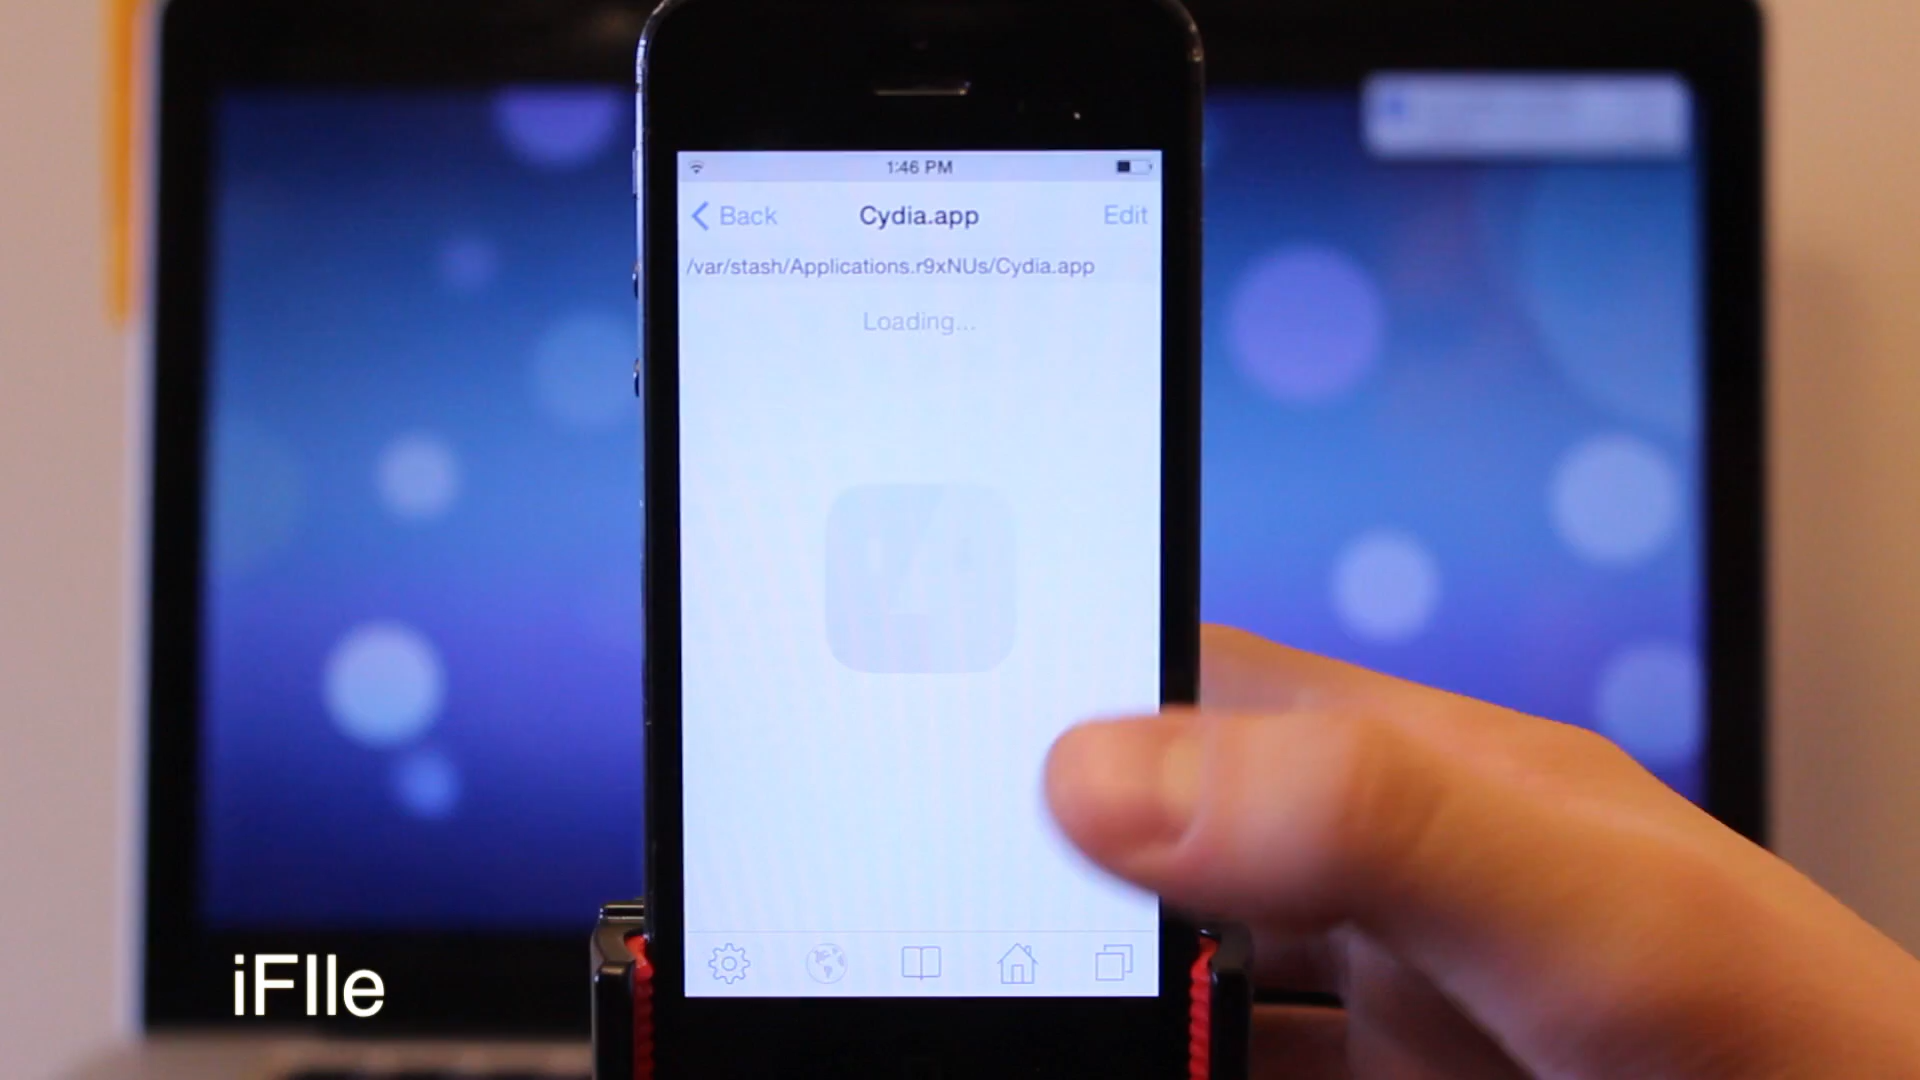 1:46 PM
Back Cydia.app Edit
/var/stash/Applications.r9xNUs/Cydia.app
Loading...
iFIle